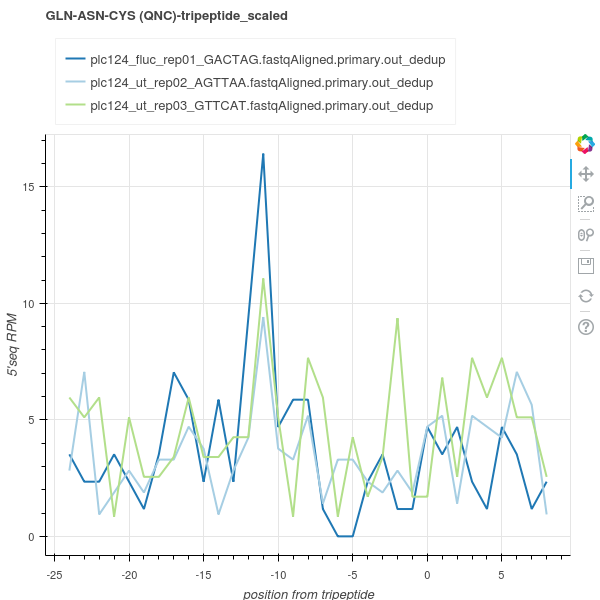 GLN-ASN-CYS (QNC)-tripeptide_scaled
plc124_fluc_rep01_GACTAG.fastqAligned.primary.out_dedup
plc124_ut_rep02_AGTTAA.fastqAligned.primary.out_dedup
plc124_ut_rep03_GTTCAT.fastqAligned.primary.out_dedup
15
10
5
0
5'seq RPM
-25 -20 -15 -10 -5 0 5
position from tripeptide